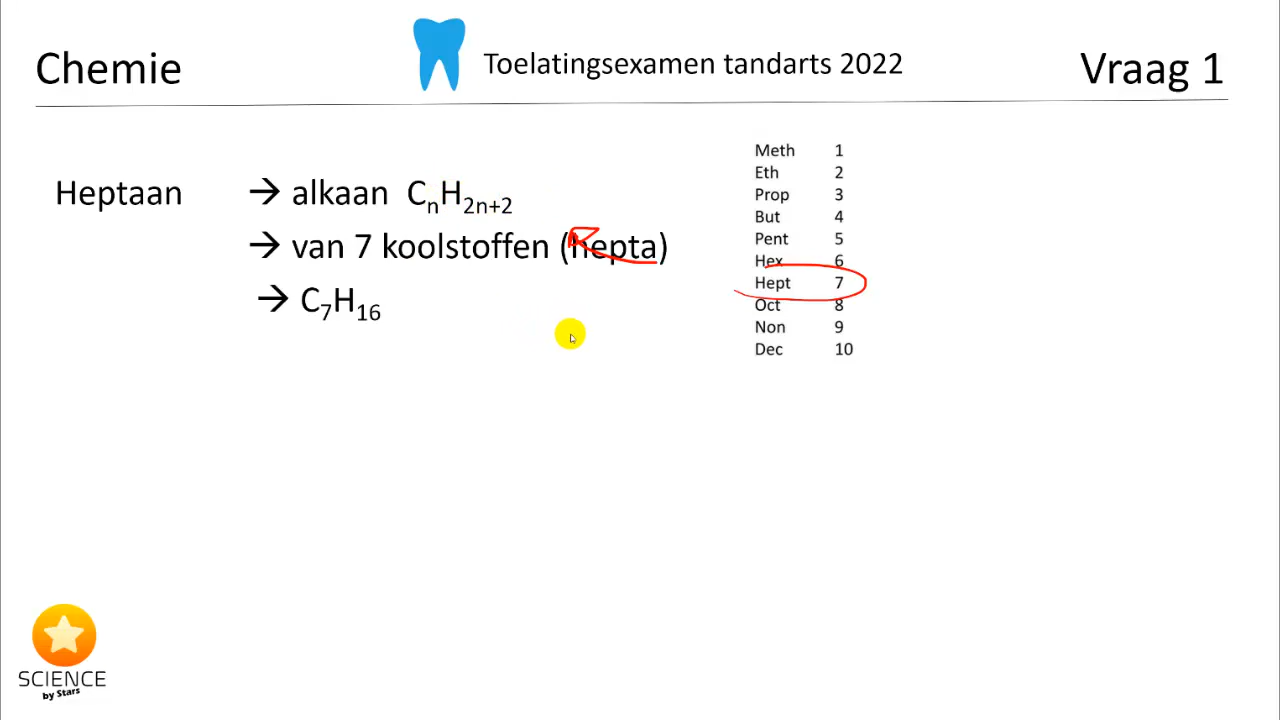 Chemie
Toelatingsexamen tandarts 2022
Vraag 1
Heptaan → alkaan CₙH₂ₙ₊₂
→ van 7 koolstoffen (hepta)
→ C₇H₁₆
Meth 1
Eth 2
Prop 3
But 4
Pent 5
Hex 6
Hept 7
Oct 8
Non 9
Dec 10
SCIENCE
by Stars